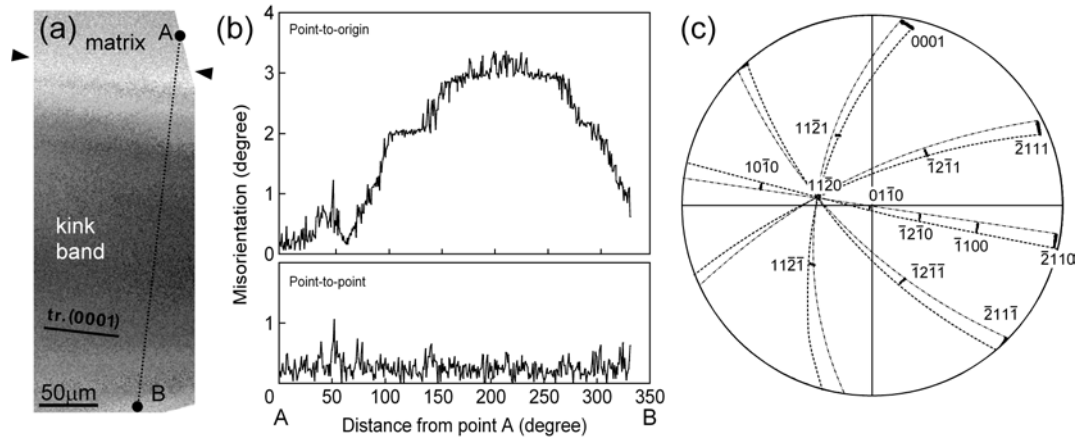 (a)
matrix
A
kink
band
tr.(0001)
50μm
B
(b)
Misorientation (degree)
4
3
2
1
0
Point-to-origin
Point-to-point
1
0 50 100 150 200 250 300 350
A
B
Distance from point A (degree)
(c)
0001
112̄1
2̄111
1̄21̄1
101̄0
112̄0
011̄0
1̄21̄0
1̄100
2̄110
112̄1̄
1̄21̄1̄
2̄111̄